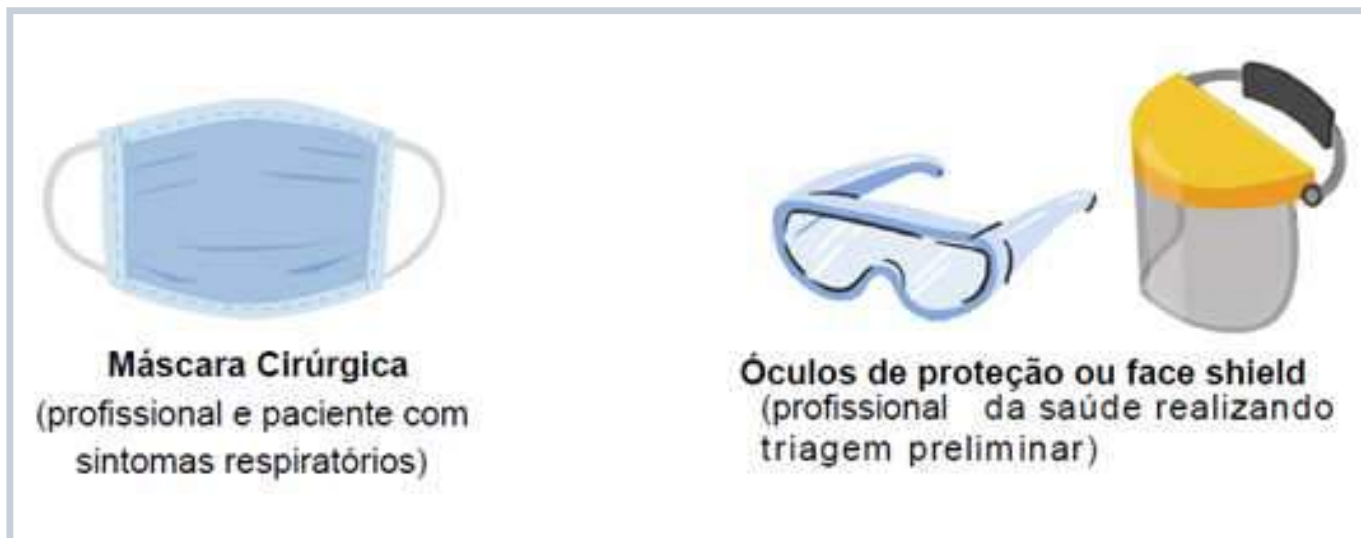 Máscara Cirúrgica
(profissional e paciente com
sintomas respiratórios)
Óculos de proteção ou face shield
(profissional da saúde realizando
triagem preliminar)